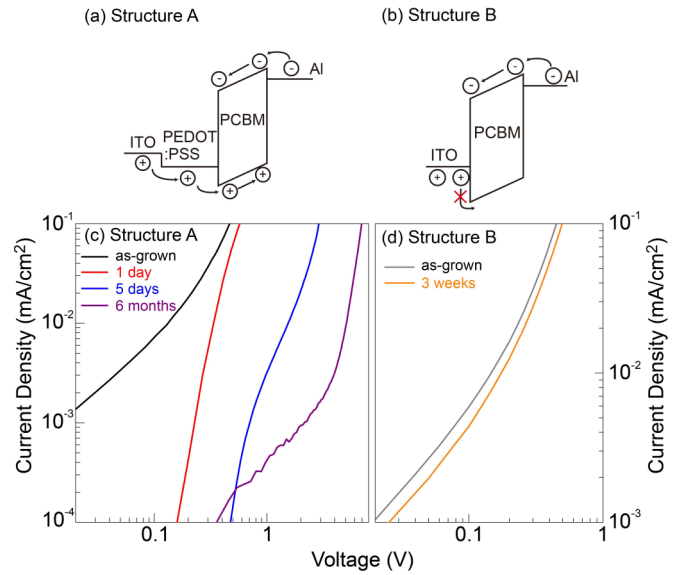 (a) Structure A
(b) Structure B
- - -
Al
PCBM
ITO PEDOT
:PSS
+ + + +
- - -
Al
PCBM
ITO
+ +
(c) Structure A
as-grown
1 day
5 days
6 months
(d) Structure B
as-grown
3 weeks
Current Density (mA/cm²)
10⁻¹
10⁻²
10⁻³
10⁻⁴
0.1 1
10⁻¹
10⁻²
10⁻³
0.1 1
Current Density (mA/cm²)
Voltage (V)